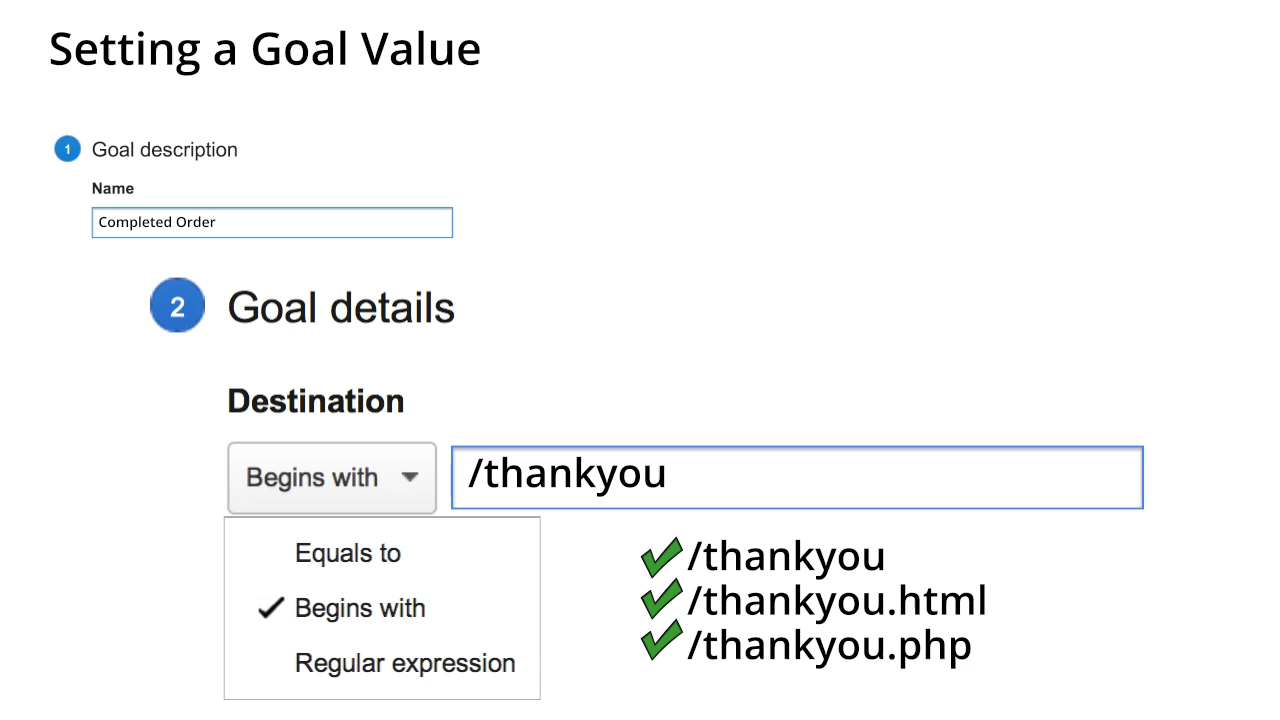 Setting a Goal Value
1 Goal description
Name
Completed Order
2 Goal details
Destination
Begins with /thankyou
Equals to
Begins with
Regular expression
/thankyou
/thankyou.html
/thankyou.php